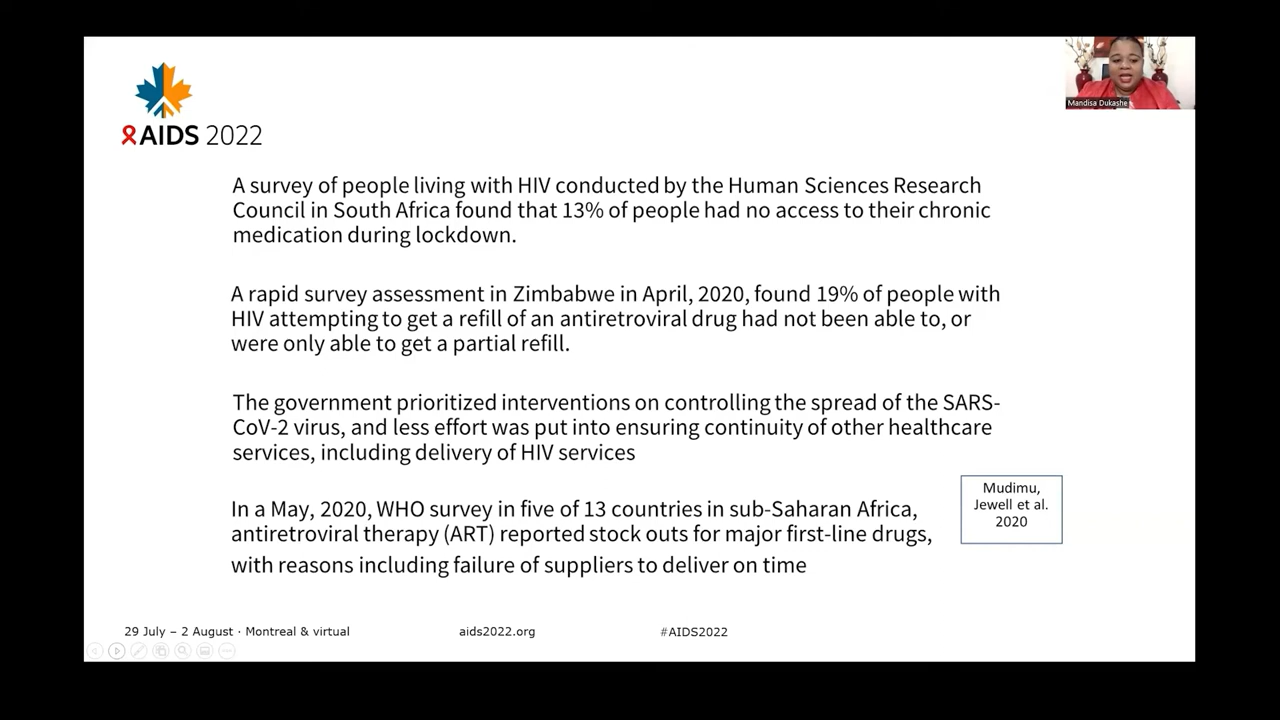 Mandisa Dukashe
AIDS 2022
A survey of people living with HIV conducted by the Human Sciences Research
Council in South Africa found that 13% of people had no access to their chronic
medication during lockdown.
A rapid survey assessment in Zimbabwe in April, 2020, found 19% of people with
HIV attempting to get a refill of an antiretroviral drug had not been able to, or
were only able to get a partial refill.
The government prioritized interventions on controlling the spread of the SARS-
CoV-2 virus, and less effort was put into ensuring continuity of other healthcare
services, including delivery of HIV services
In a May, 2020, WHO survey in five of 13 countries in sub-Saharan Africa,
antiretroviral therapy (ART) reported stock outs for major first-line drugs,
with reasons including failure of suppliers to deliver on time
Mudimu,
Jewell et al.
2020
29 July – 2 August · Montreal & virtual
aids2022.org
#AIDS2022